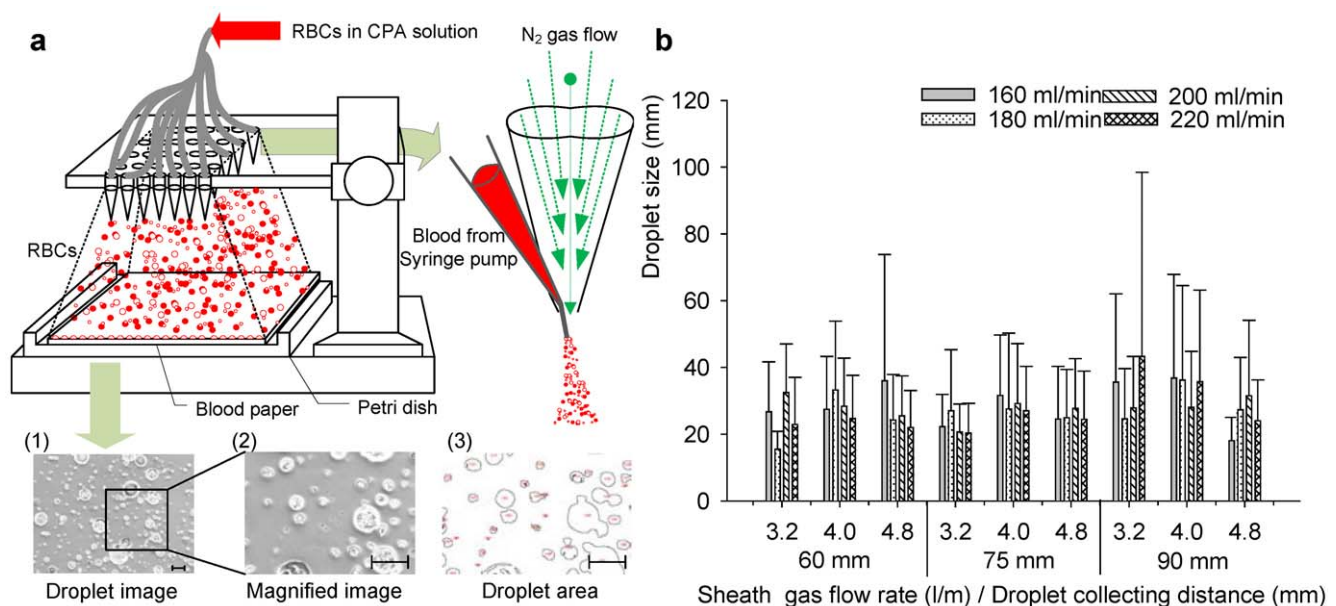 a
RBCs in CPA solution
N₂ gas flow
RBCs
Blood from
Syringe pump
Blood paper
Petri dish
(1)
(2)
(3)
Droplet image
Magnified image
Droplet area
b
160 ml/min
200 ml/min
180 ml/min
220 ml/min
Droplet size (mm)
120
100
80
60
40
20
0
3.2 4.0 4.8 3.2 4.0 4.8 3.2 4.0 4.8
60 mm 75 mm 90 mm
Sheath gas flow rate (l/m) / Droplet collecting distance (mm)